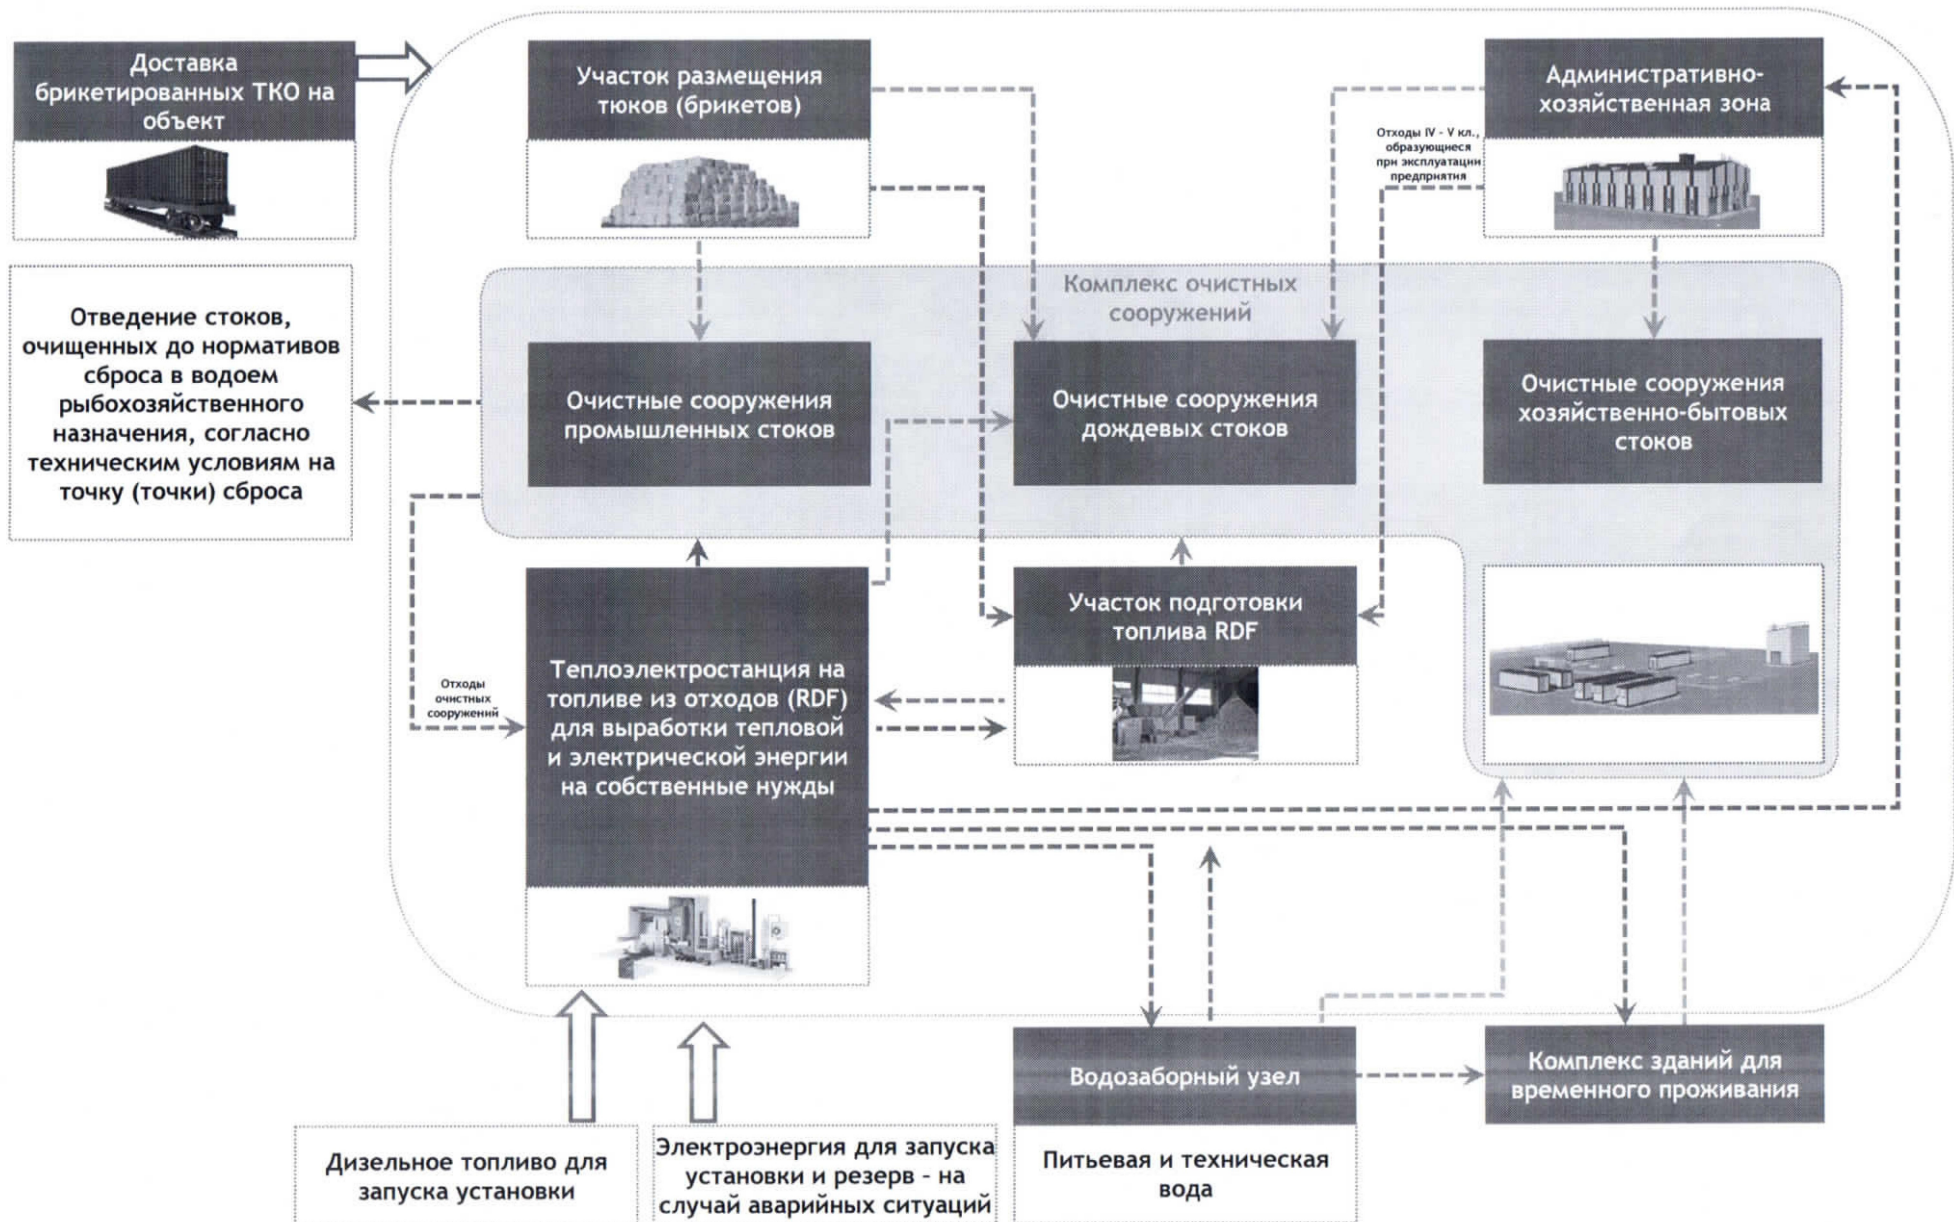 Доставка
брикетированных ТКО на
объект
Участок размещения
тюков (брикетов)
Административно-
хозяйственная зона
Отходы IV - V кл.,
образующиеся
при эксплуатации
предприятия
Отведение стоков,
очищенных до нормативов
сброса в водоем
рыбохозяйственного
назначения, согласно
техническим условиям на
точку (точки) сброса
Комплекс очистных
сооружений
Очистные сооружения
промышленных стоков
Очистные сооружения
дождевых стоков
Очистные сооружения
хозяйственно-бытовых
стоков
Отходы
очистных
сооружений
Теплоэлектростанция на
топливе из отходов (RDF)
для выработки тепловой
и электрической энергии
на собственные нужды
Участок подготовки
топлива RDF
Водозаборный узел
Питьевая и техническая
вода
Комплекс зданий для
временного проживания
Дизельное топливо для
запуска установки
Электроэнергия для запуска
установки и резерв - на
случай аварийных ситуаций